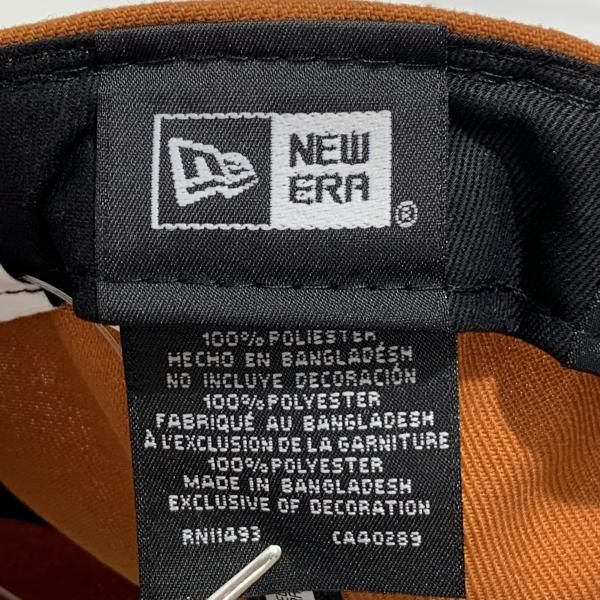 NEW
ERA
®
100% POLIESTER
HECHO EN BANGLADÉSH
NO INCLUYE DECORACIÓN
100% POLYESTER
FABRIQUÉ AU BANGLADESH
À L'EXCLUSION DE LA GARNITURE
100% POLYESTER
MADE IN BANGLADESH
EXCLUSIVE OF DECORATION
RN11493 CA40289